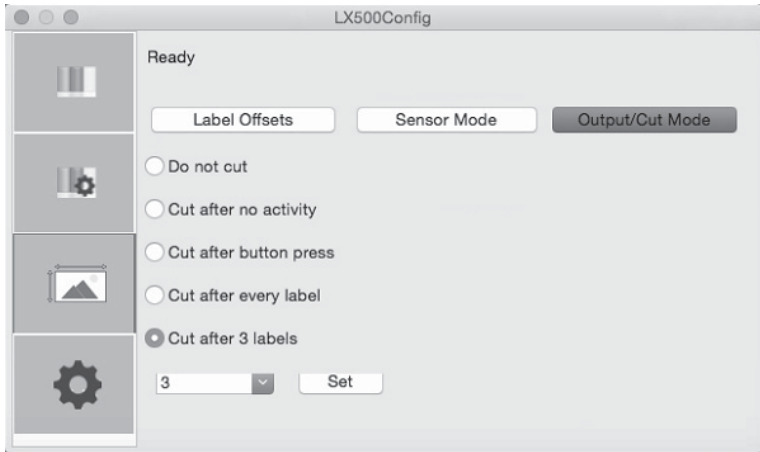 LX500Config
Ready
Label Offsets Sensor Mode Output/Cut Mode
Do not cut
Cut after no activity
Cut after button press
Cut after every label
Cut after 3 labels
3 Set